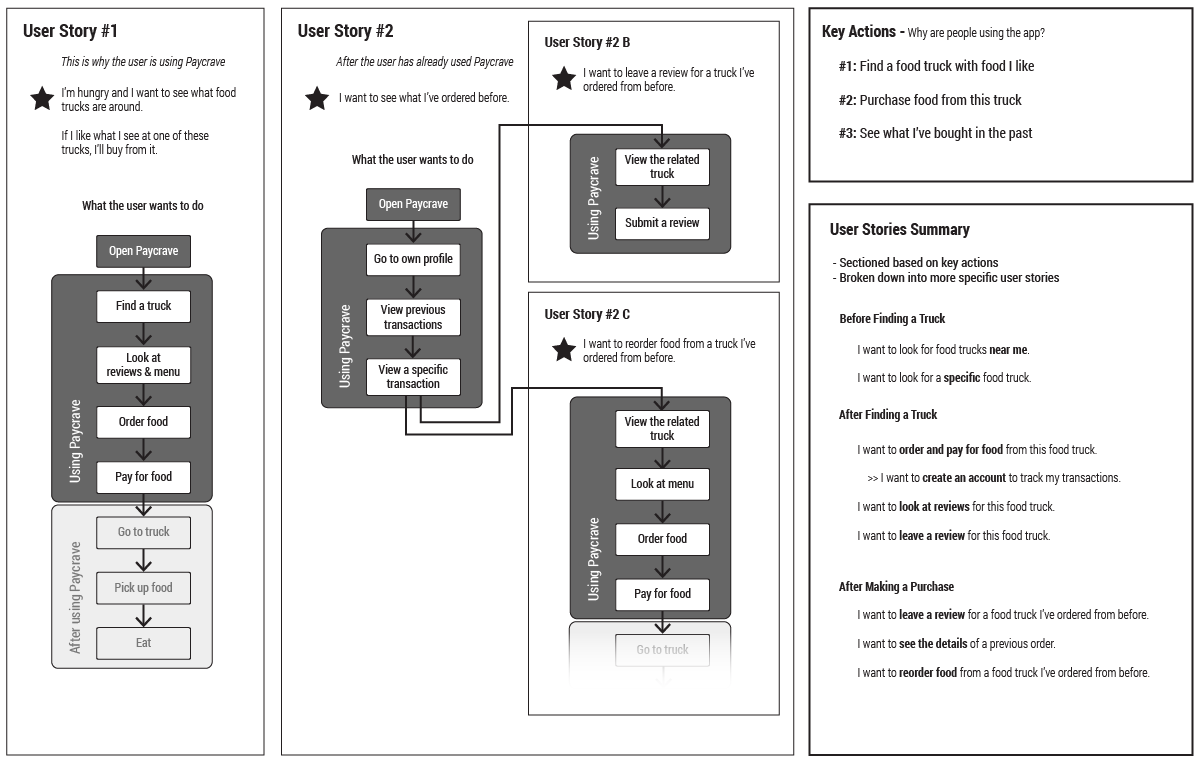 User Story #1
This is why the user is using Paycrave
I'm hungry and I want to see what food
trucks are around.
If I like what I see at one of these
trucks, I'll buy from it.
What the user wants to do
Open Paycrave
Using Paycrave
Find a truck
Look at
reviews & menu
Order food
Pay for food
After using Paycrave
Go to truck
Pick up food
Eat
User Story #2
After the user has already used Paycrave
I want to see what I've ordered before.
What the user wants to do
Open Paycrave
Using Paycrave
Go to own profile
View previous
transactions
View a specific
transaction
User Story #2 B
I want to leave a review for a truck I've
ordered from before.
Using Paycrave
View the related
truck
Submit a review
User Story #2 C
I want to reorder food from a truck I've
ordered from before.
Using Paycrave
View the related
truck
Look at menu
Order food
Pay for food
Go to truck
Key Actions - Why are people using the app?
#1: Find a food truck with food I like
#2: Purchase food from this truck
#3: See what I've bought in the past
User Stories Summary
- Sectioned based on key actions
- Broken down into more specific user stories
Before Finding a Truck
I want to look for food trucks near me.
I want to look for a specific food truck.
After Finding a Truck
I want to order and pay for food from this food truck.
>> I want to create an account to track my transactions.
I want to look at reviews for this food truck.
I want to leave a review for this food truck.
After Making a Purchase
I want to leave a review for a food truck I've ordered from before.
I want to see the details of a previous order.
I want to reorder food from a food truck I've ordered from before.